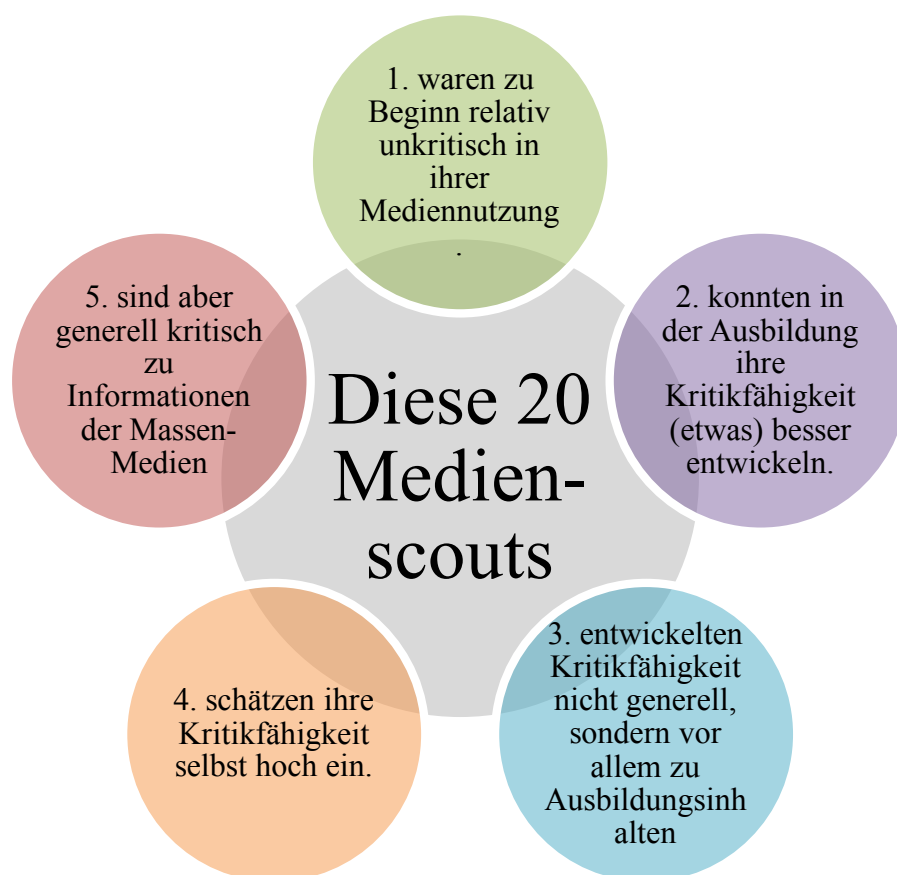 1. waren zu
Beginn relativ
unkritisch in
ihrer
Mediennutzung
.
2. konnten in
der Ausbildung
ihre
Kritikfähigkeit
(etwas) besser
entwickeln.
3. entwickelten
Kritikfähigkeit
nicht generell,
sondern vor
allem zu
Ausbildungsinh
alten
4. schätzen ihre
Kritikfähigkeit
selbst hoch ein.
5. sind aber
generell kritisch
zu
Informationen
der Massen-
Medien
Diese 20
Medien-
scouts